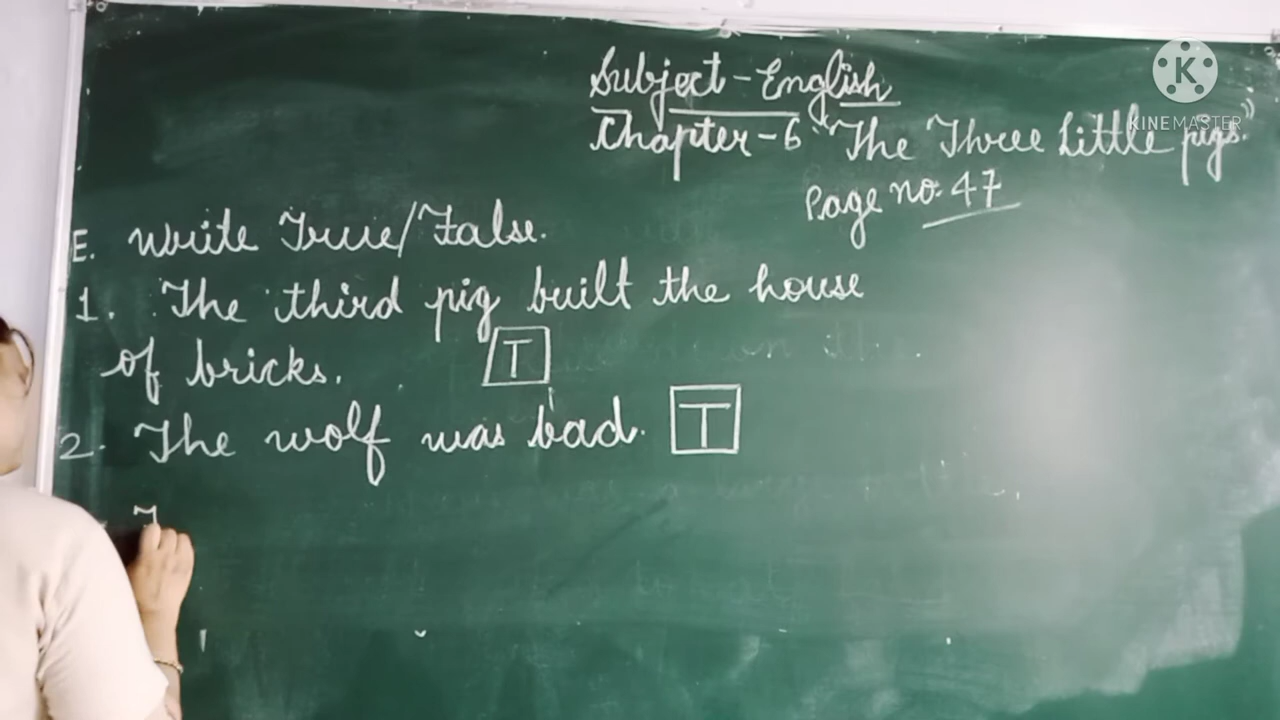 Subject - English
K
KINEMASTER
Chapter - 6 "The Three Little pigs."
Page no. 47
E. Write True/False.
1. The third pig built the house
of bricks. T
2. The wolf was bad. T
T